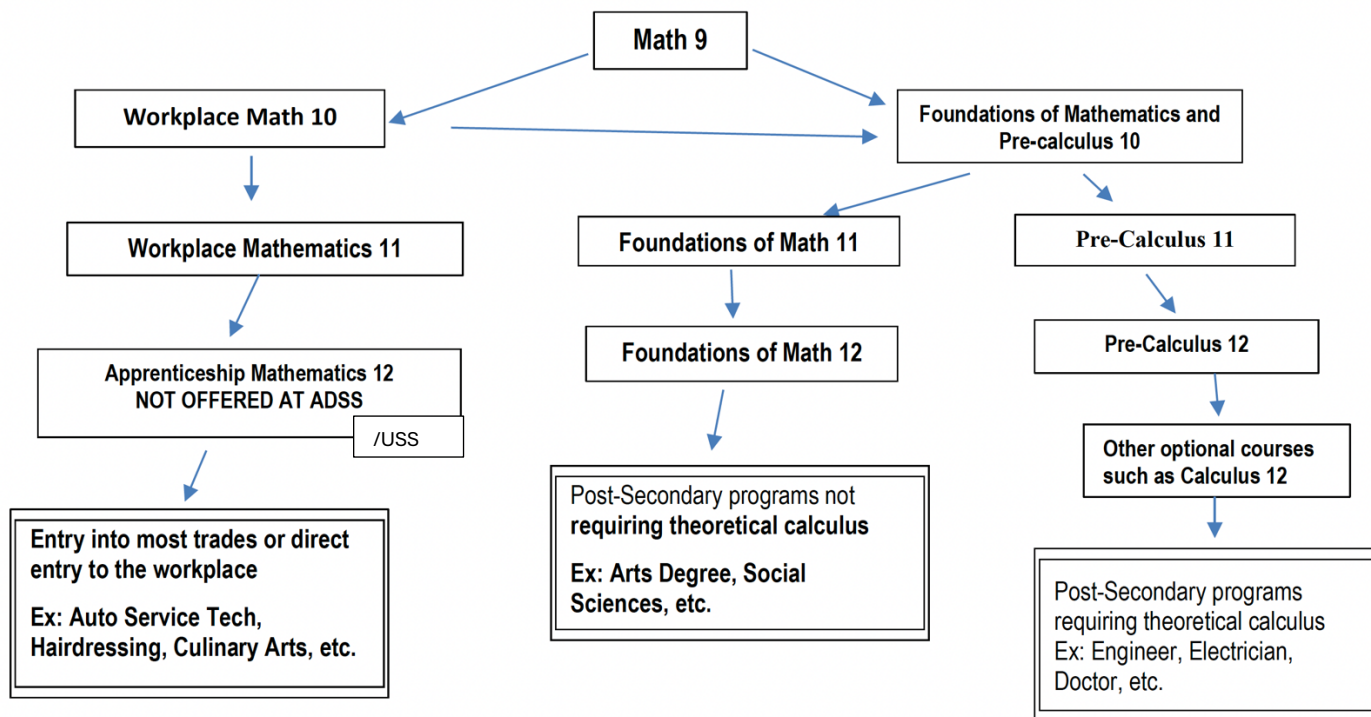 Math 9
Workplace Math 10
Foundations of Mathematics and
Pre-calculus 10
Workplace Mathematics 11
Foundations of Math 11
Pre-Calculus 11
Apprenticeship Mathematics 12
NOT OFFERED AT ADSS
/USS
Foundations of Math 12
Pre-Calculus 12
Other optional courses
such as Calculus 12
Entry into most trades or direct
entry to the workplace
Ex: Auto Service Tech,
Hairdressing, Culinary Arts, etc.
Post-Secondary programs not
requiring theoretical calculus
Ex: Arts Degree, Social
Sciences, etc.
Post-Secondary programs
requiring theoretical calculus
Ex: Engineer, Electrician,
Doctor, etc.